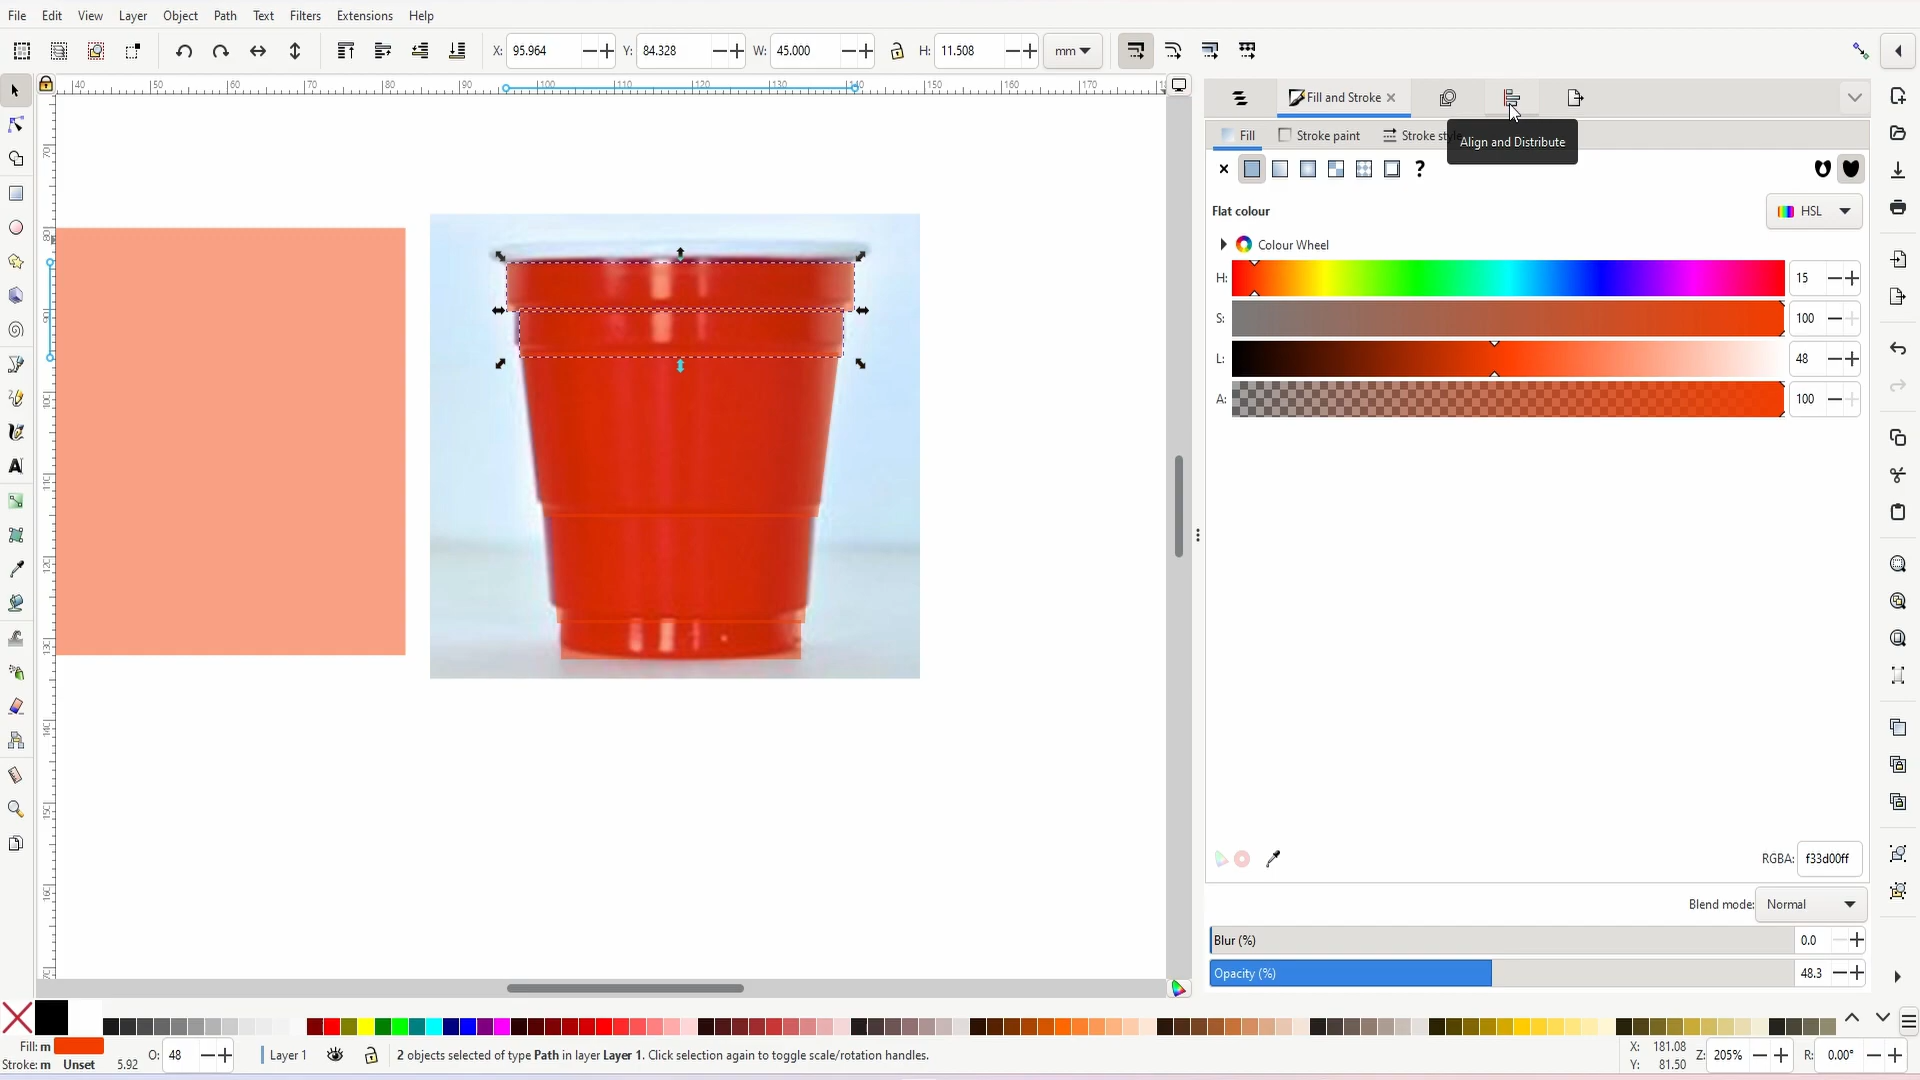 File Edit View Layer Object Path Text Filters Extensions Help
X: 95.964 Y: 84.328 W: 45.000 H: 11.508 mm
Fill and Stroke
Fill Stroke paint Stroke style
Align and Distribute
?
Flat colour HSL
Colour Wheel
H: 15
S: 100
L: 48
A: 100
RGBA: f33d00ff
Blend mode: Normal
Blur (%) 0.0
Opacity (%) 48.3
Fill: m O: 48 Layer 1 2 objects selected of type Path in layer Layer 1. Click selection again to toggle scale/rotation handles. X: 181.08 Z: 205% R: 0.00°
Stroke: m Unset 5.92 Y: 81.50